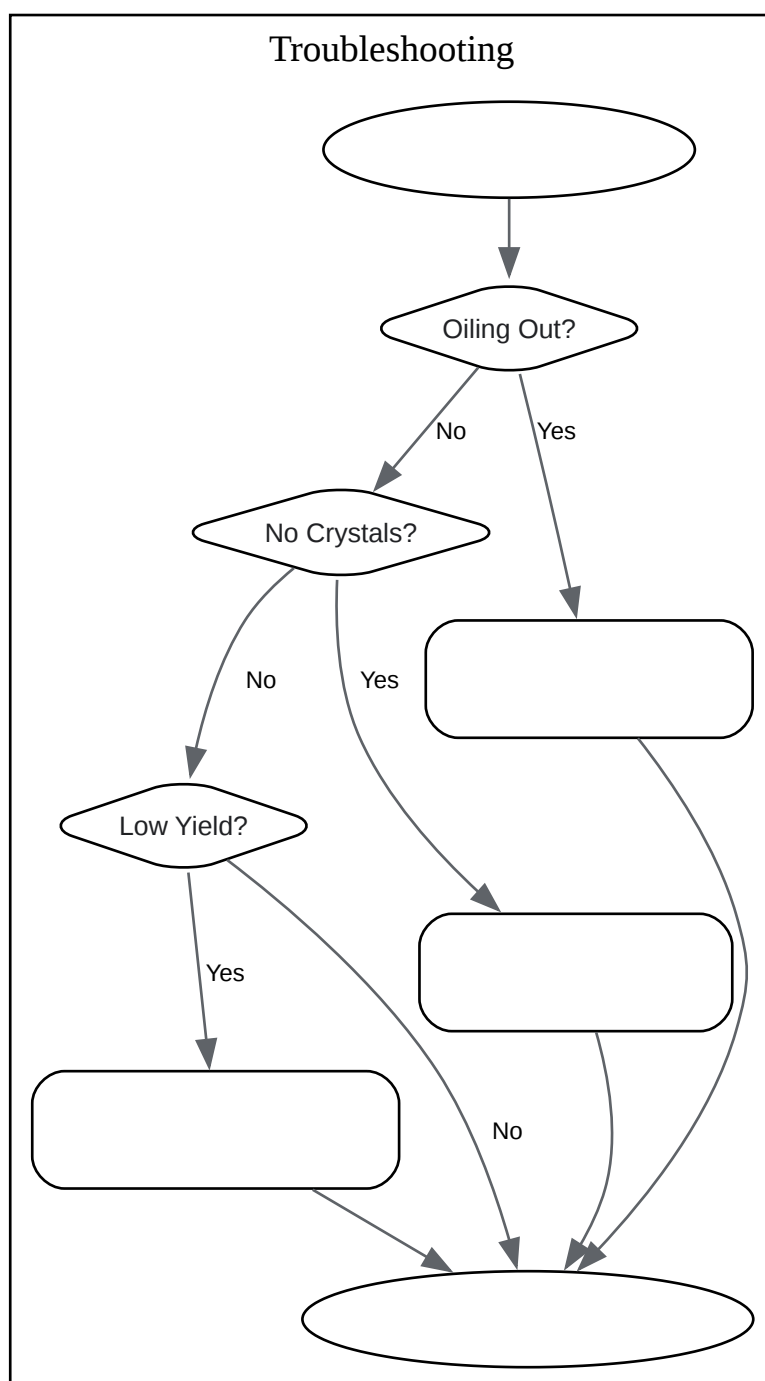 Troubleshooting
Oiling Out?
No
Yes
No Crystals?
No
Yes
Low Yield?
Yes
No